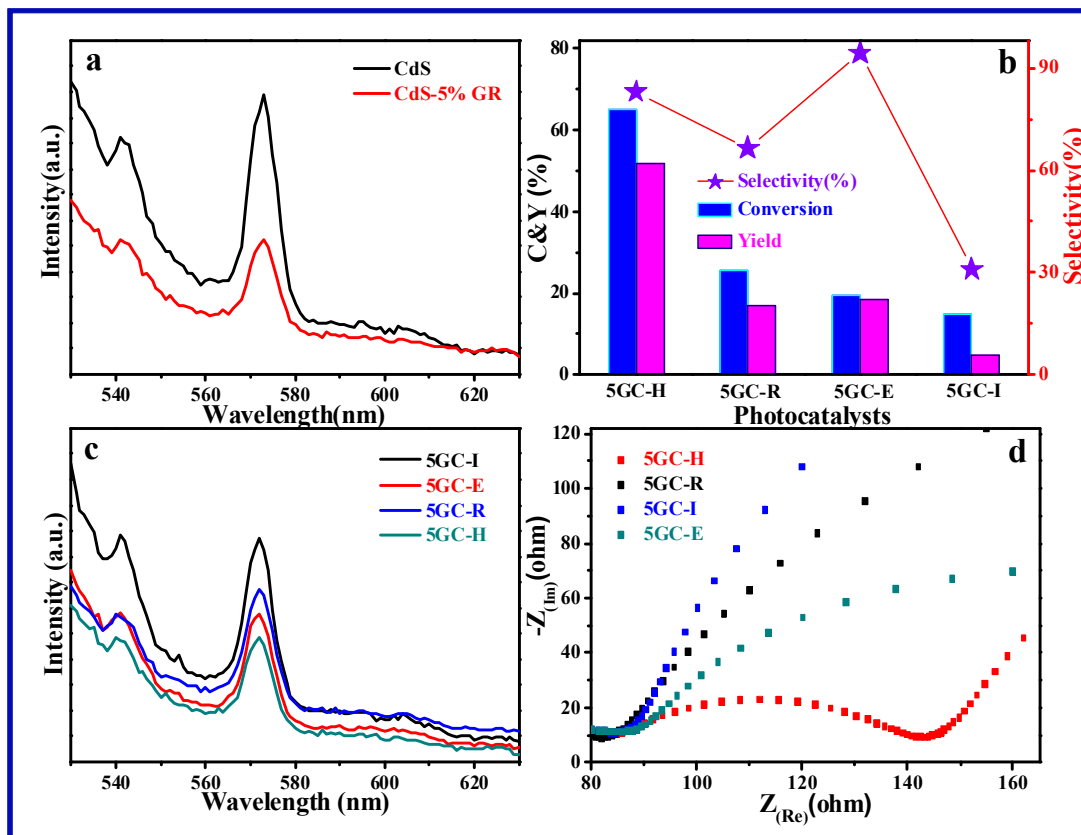 a
CdS
CdS-5% GR
Intensity(a.u.)
540 560 580 600 620
Wavelength(nm)
b
80
60
40
20
0
C&Y (%)
90
60
30
0
Selectivity(%)
Selectivity(%)
Conversion
Yield
5GC-H 5GC-R 5GC-E 5GC-I
Photocatalysts
c
5GC-I
5GC-E
5GC-R
5GC-H
Intensity (a.u.)
540 560 580 600 620
Wavelength (nm)
d
5GC-H
5GC-R
5GC-I
5GC-E
120
100
80
60
40
20
0
-Z(Im)(ohm)
80 100 120 140 160
Z(Re)(ohm)